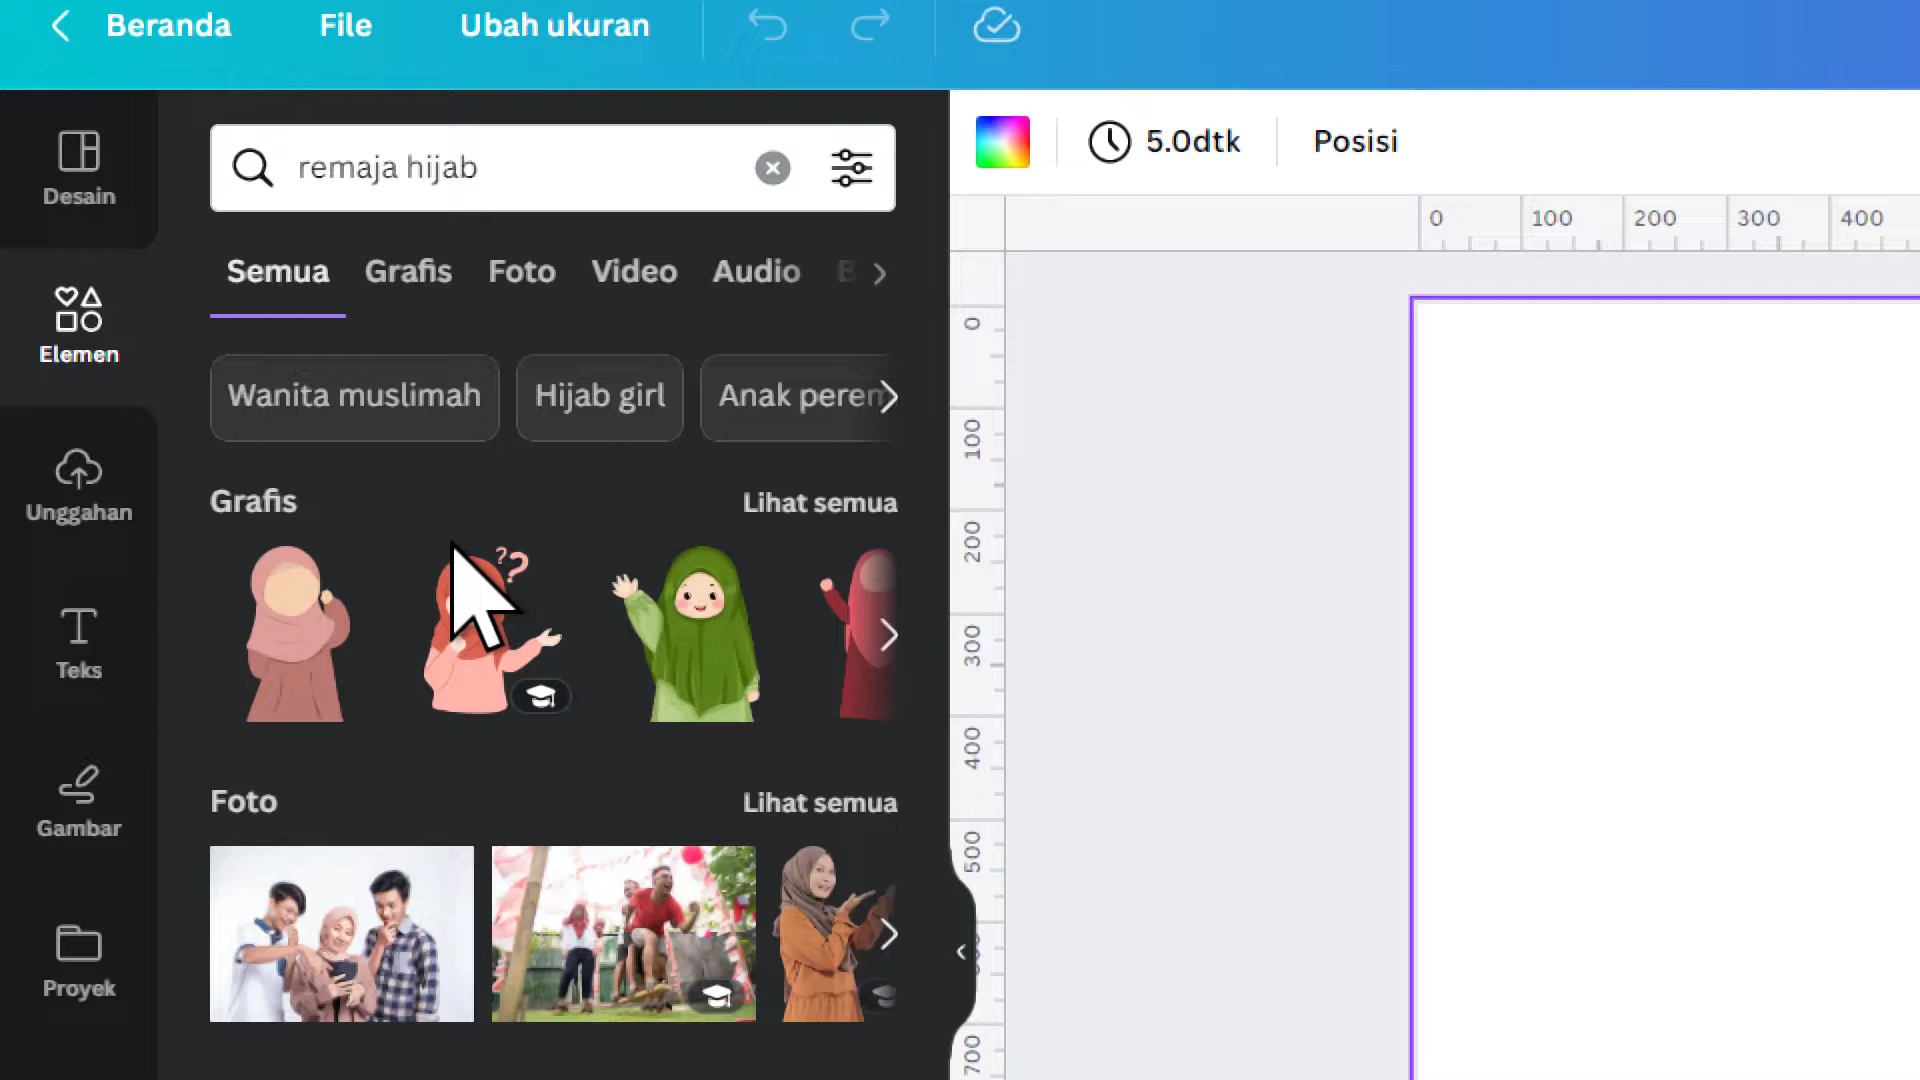 Beranda File Ubah ukuran
Desain
Elemen
Unggahan
Teks
Gambar
Proyek
remaja hijab
Semua Grafis Foto Video Audio B
Wanita muslimah Hijab girl Anak perem
Grafis Lihat semua
??
Foto Lihat semua
5.0dtk Posisi
0 100 200 300 400
0
100
200
300
400
500
700